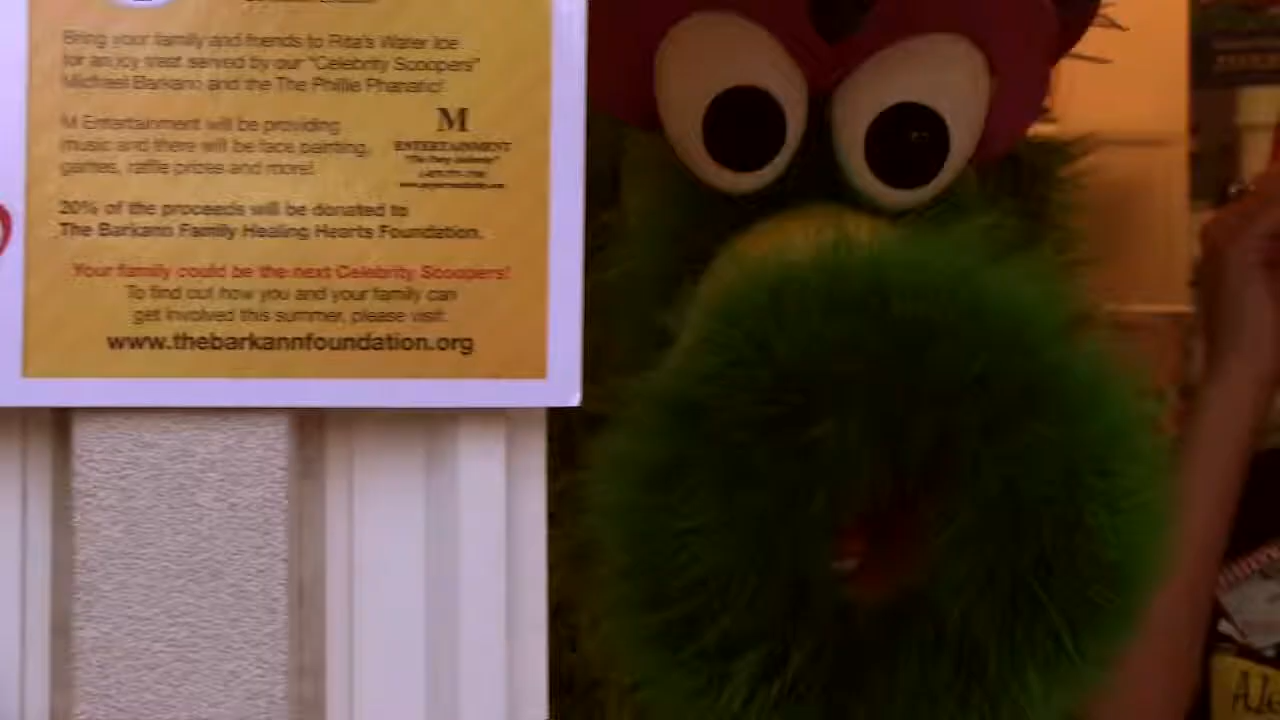 Bring your family and friends to Rita's Water Ice
for an icy treat served by our "Celebrity Scoopers"
Michael Barkann and the The Phillie Phanatic!
M Entertainment will be providing
music and there will be face painting,
games, raffle prizes and more!
M
ENTERTAINMENT
20% of the proceeds will be donated to
The Barkann Family Healing Hearts Foundation.
Your family could be the next Celebrity Scoopers!
To find out how you and your family can
get involved this summer, please visit:
www.thebarkannfoundation.org